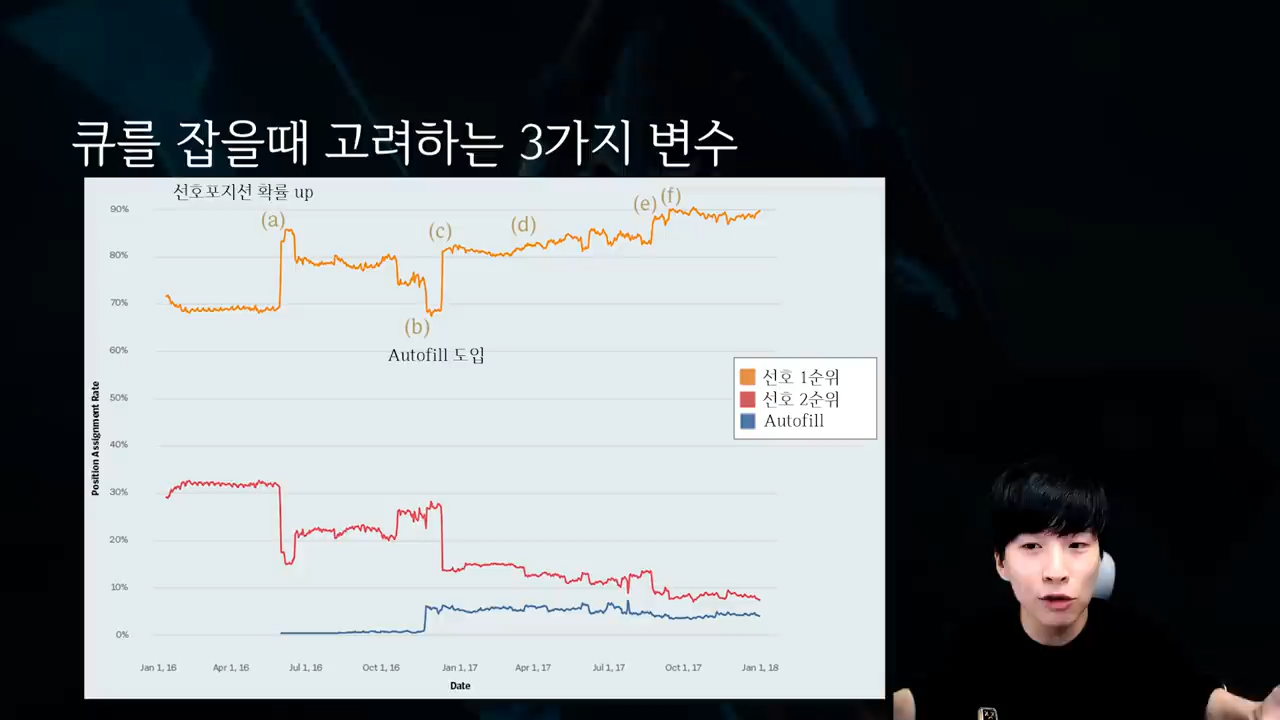 큐를 잡을때 고려하는 3가지 변수
선호포지션 확률 up
90%
80%
70%
60%
50%
40%
30%
20%
10%
0%
(a)
(b)
(c)
(d)
(e)
(f)
Autofill 도입
선호 1순위
선호 2순위
Autofill
Position Assignment Rate
Jan 1, 16
Apr 1, 16
Jul 1, 16
Oct 1, 16
Jan 1, 17
Apr 1, 17
Jul 1, 17
Oct 1, 17
Jan 1, 18
Date